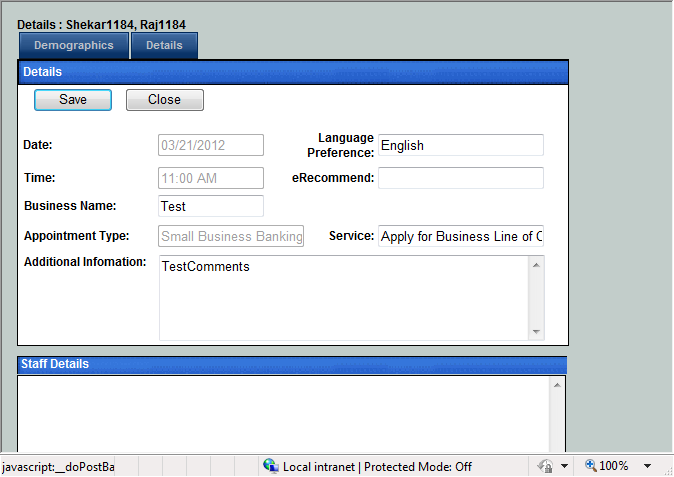 Details : Shekar1184, Raj1184
Demographics Details
Details
Save Close
Date: 03/21/2012 Language Preference: English
Time: 11:00 AM eRecommend:
Business Name: Test
Appointment Type: Small Business Banking Service: Apply for Business Line of C
Additional Infomation: TestComments
Staff Details
javascript:__doPostBa Local intranet | Protected Mode: Off 100%